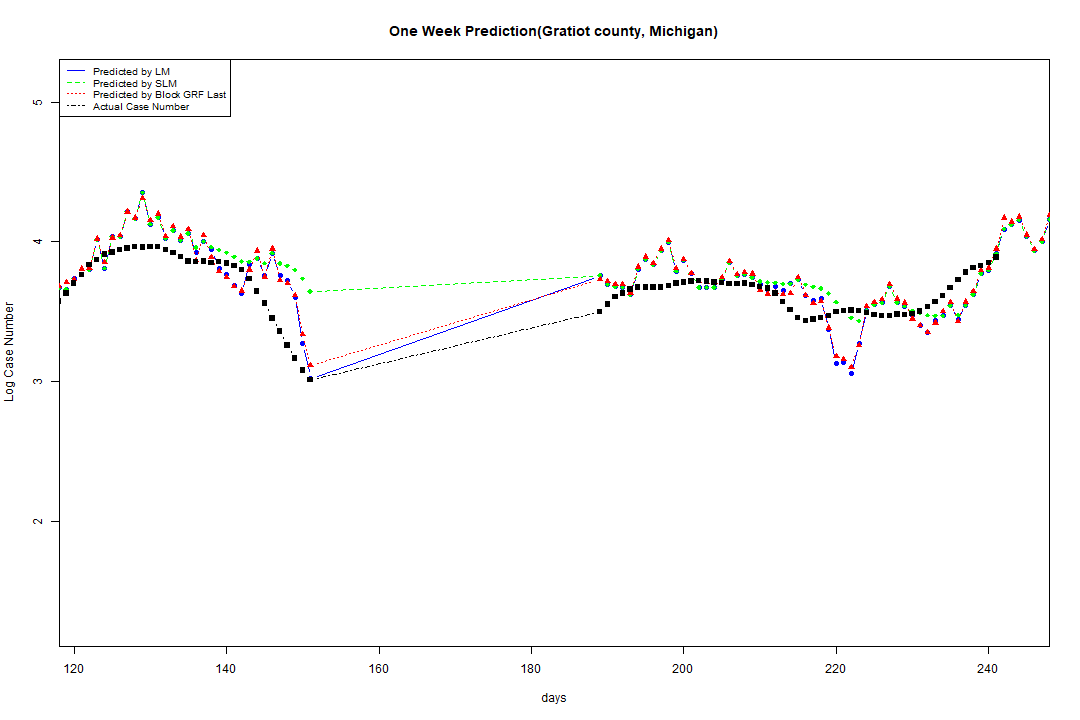 One Week Prediction(Gratiot county, Michigan)
Predicted by LM
Predicted by SLM
Predicted by Block GRF Last
Actual Case Number
5
4
3
2
Log Case Number
120 140 160 180 200 220 240
days